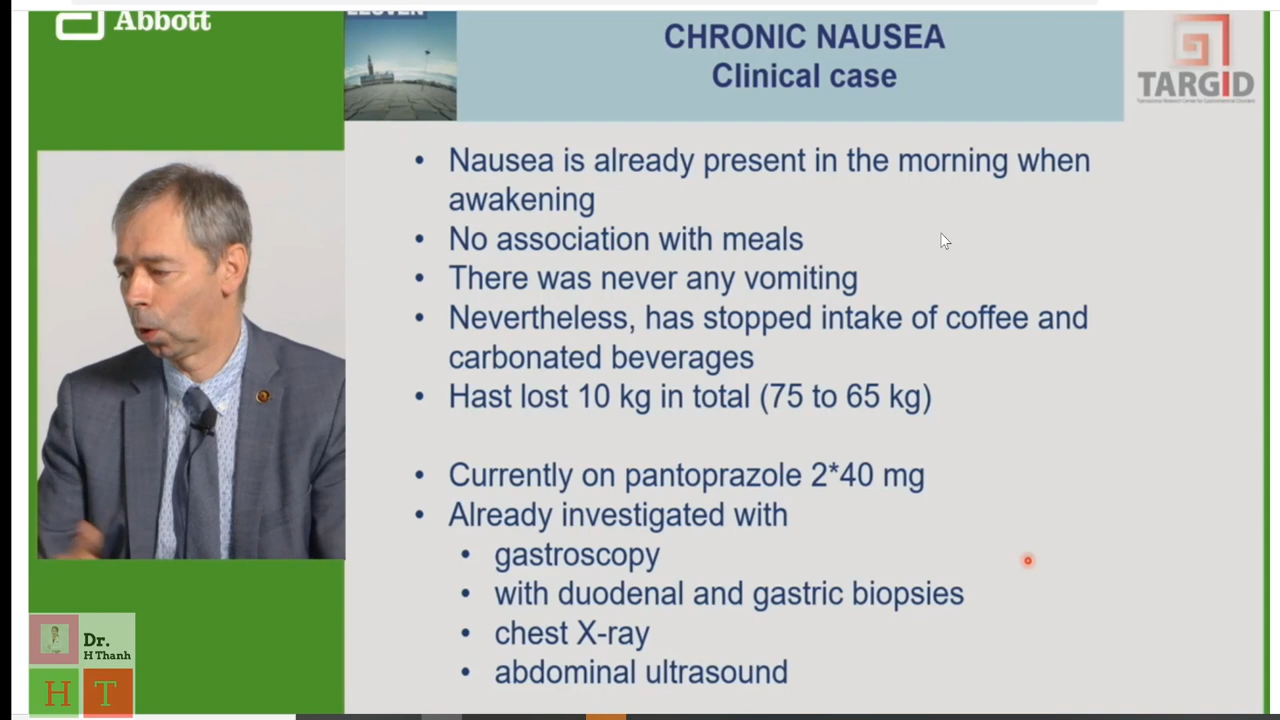 Abbott
LEUVEN
CHRONIC NAUSEA
Clinical case
TARGID
• Nausea is already present in the morning when
awakening
• No association with meals
• There was never any vomiting
• Nevertheless, has stopped intake of coffee and
carbonated beverages
• Hast lost 10 kg in total (75 to 65 kg)
• Currently on pantoprazole 2*40 mg
• Already investigated with
• gastroscopy
• with duodenal and gastric biopsies
• chest X-ray
• abdominal ultrasound
Dr.
H Thanh
H T